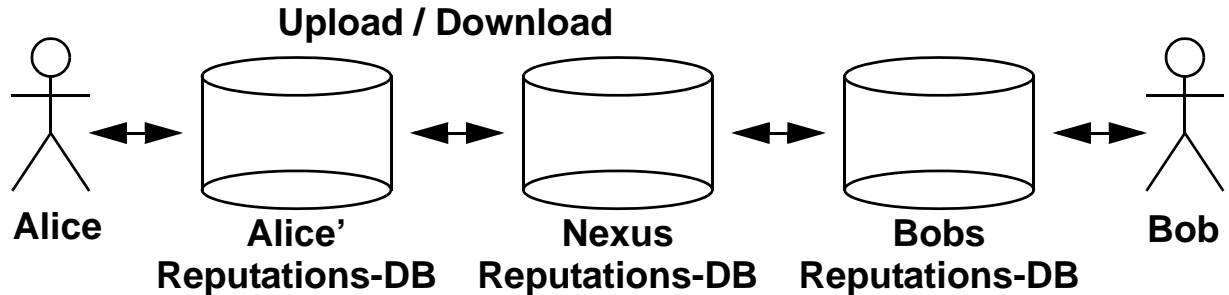 Upload / Download
Alice
Alice’
Reputations-DB
Nexus
Reputations-DB
Bobs
Reputations-DB
Bob